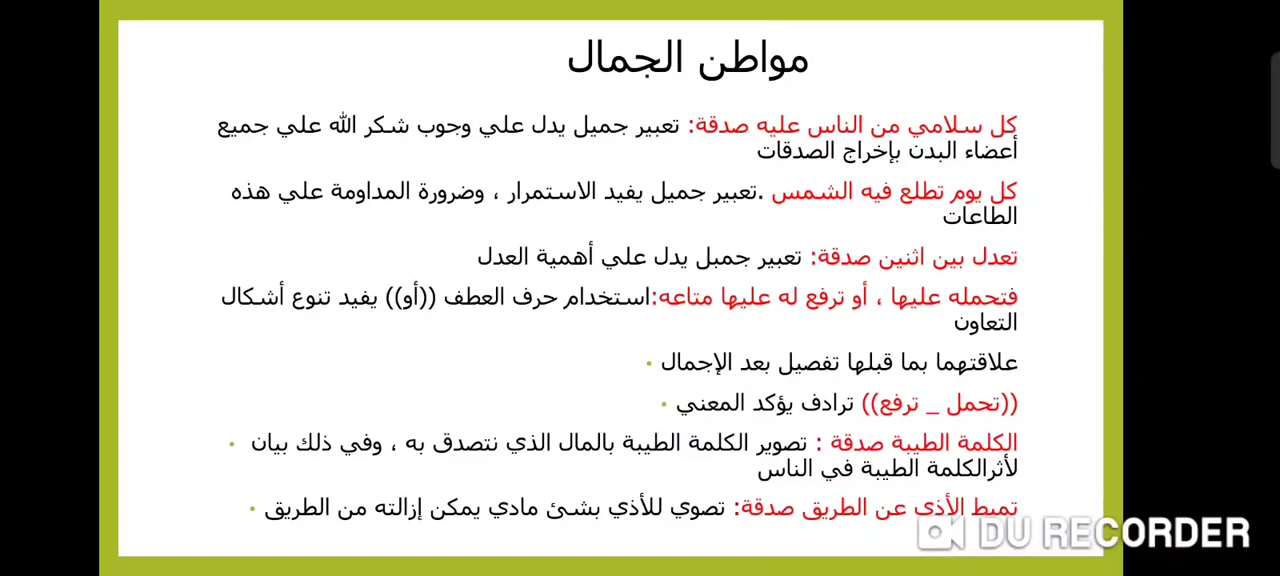 مواطن الجمال
كل سلامي من الناس عليه صدقة: تعبير جميل يدل علي وجوب شكر الله علي جميع
أعضاء البدن بإخراج الصدقات
كل يوم تطلع فيه الشمس .تعبير جميل يفيد الاستمرار ، وضرورة المداومة علي هذه
الطاعات
تعدل بين اثنين صدقة: تعبير جمبل يدل علي أهمية العدل
فتحمله عليها ، أو ترفع له عليها متاعه:استخدام حرف العطف ((أو)) يفيد تنوع أشكال
التعاون
علاقتهما بما قبلها تفصيل بعد الإجمال •
((تحمل _ ترفع)) ترادف يؤكد المعني •
الكلمة الطيبة صدقة : تصوير الكلمة الطيبة بالمال الذي نتصدق به ، وفي ذلك بيان •
لأثرالكلمة الطيبة في الناس
تميط الأذى عن الطريق صدقة: تصوي للأذي بشئ مادي يمكن إزالته من الطريق •
DU RECORDER